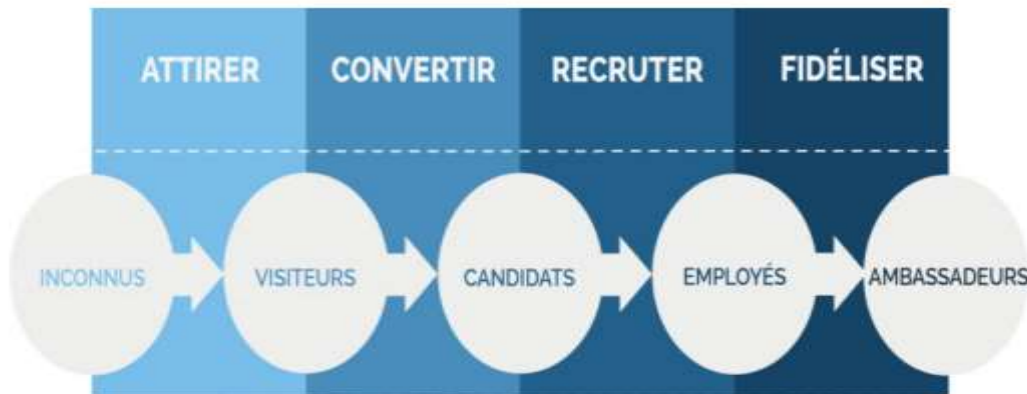 ATTIRER CONVERTIR RECRUTER FIDÉLISER
INCONNUS VISITEURS CANDIDATS EMPLOYÉS AMBASSADEURS